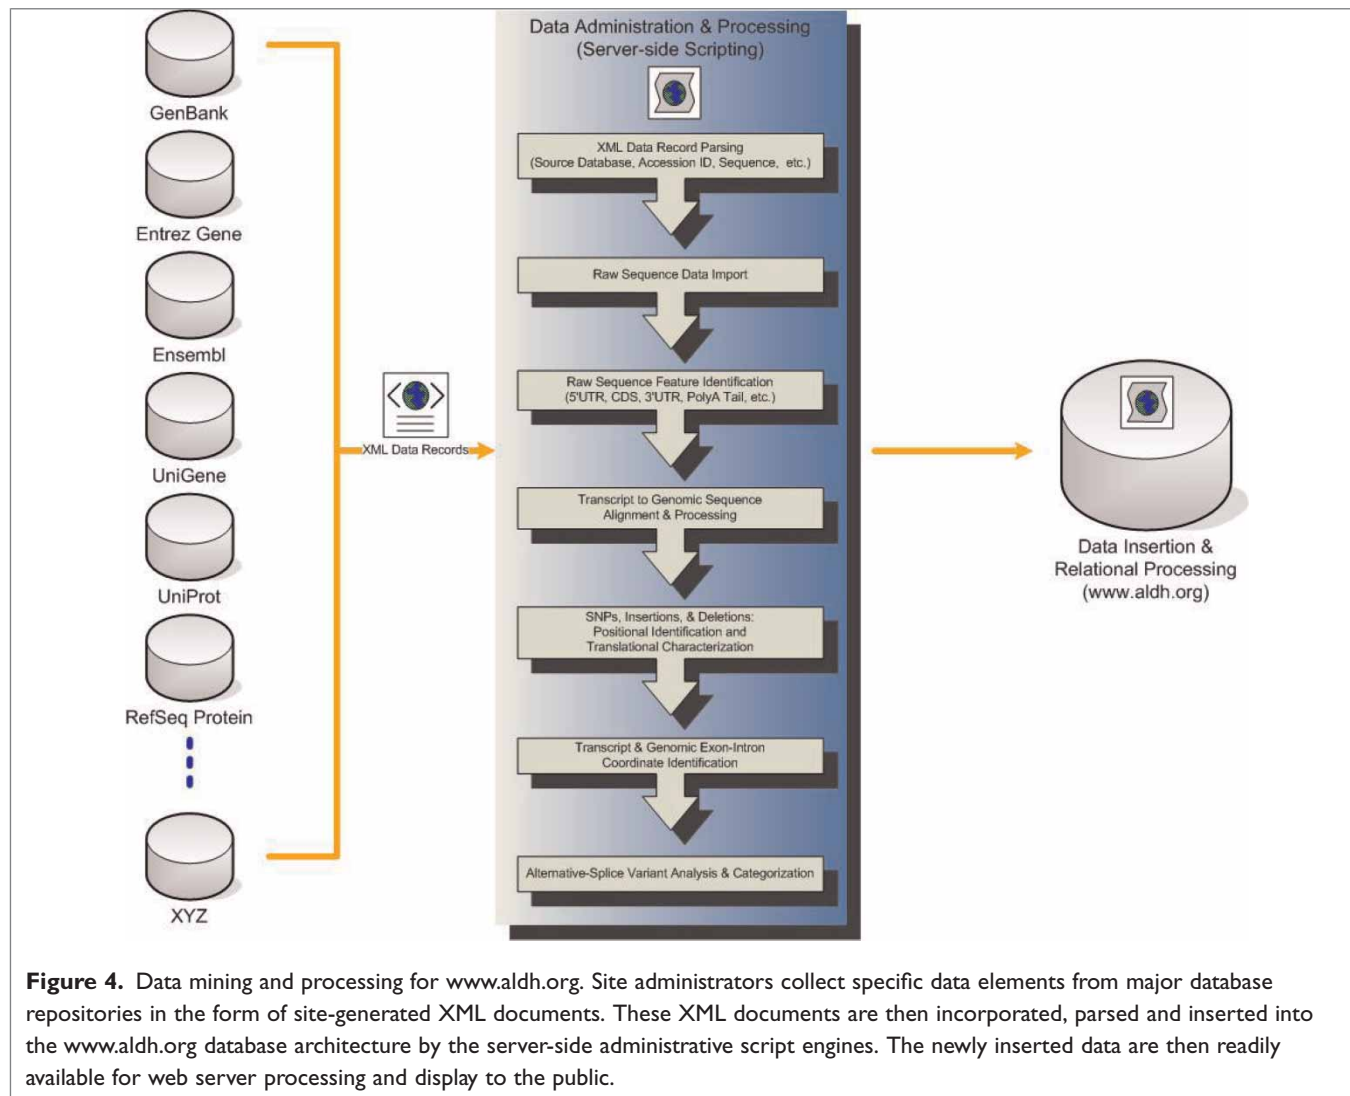 GenBank
Entrez Gene
Ensembl
UniGene
UniProt
RefSeq Protein
XYZ
XML Data Records
Data Administration & Processing
(Server-side Scripting)
XML Data Record Parsing
(Source Database, Accession ID, Sequence, etc.)
Raw Sequence Data Import
Raw Sequence Feature Identification
(5'UTR, CDS, 3'UTR, PolyA Tail, etc.)
Transcript to Genomic Sequence
Alignment & Processing
SNPs, Insertions, & Deletions:
Positional Identification and
Translational Characterization
Transcript & Genomic Exon-Intron
Coordinate Identification
Alternative-Splice Variant Analysis & Categorization
Data Insertion &
Relational Processing
(www.aldh.org)
Figure 4. Data mining and processing for www.aldh.org. Site administrators collect specific data elements from major database
repositories in the form of site-generated XML documents. These XML documents are then incorporated, parsed and inserted into
the www.aldh.org database architecture by the server-side administrative script engines. The newly inserted data are then readily
available for web server processing and display to the public.